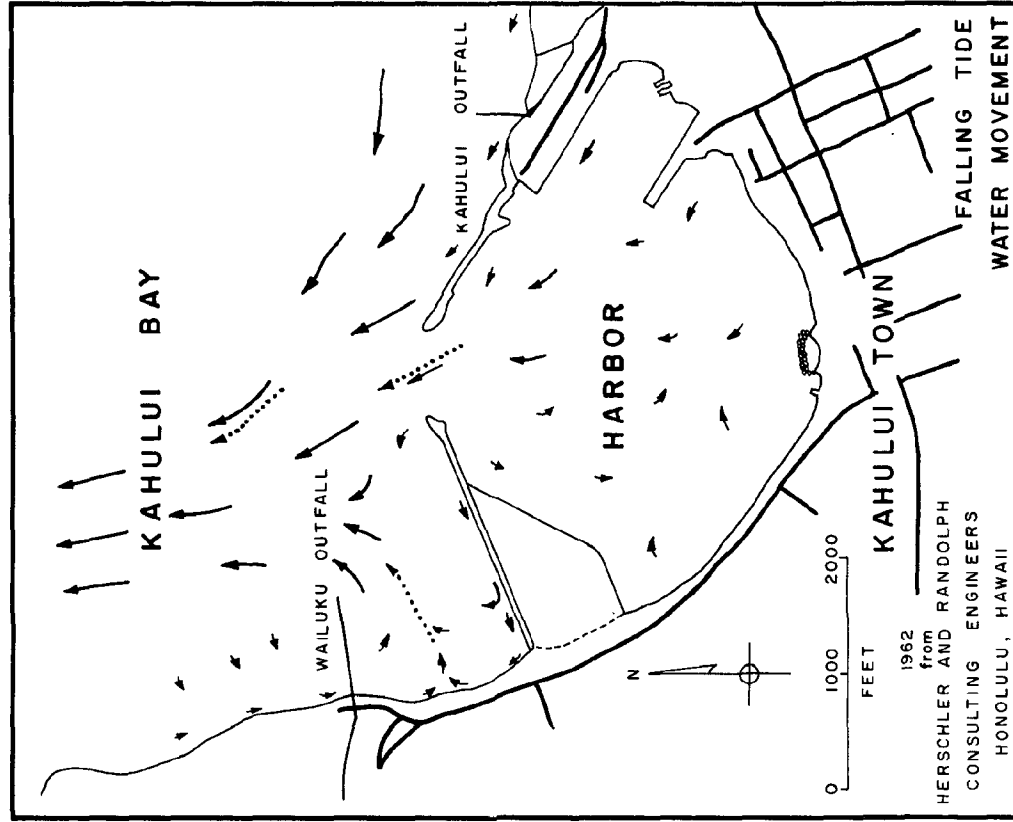 KAHULUI BAY
WAILUKU OUTFALL
KAHULUI OUTFALL
HARBOR
N
0 1000 2000
FEET
KAHULUI TOWN
1962
from
HERSCHLER AND RANDOLPH
CONSULTING ENGINEERS
HONOLULU, HAWAII
FALLING TIDE
WATER MOVEMENT